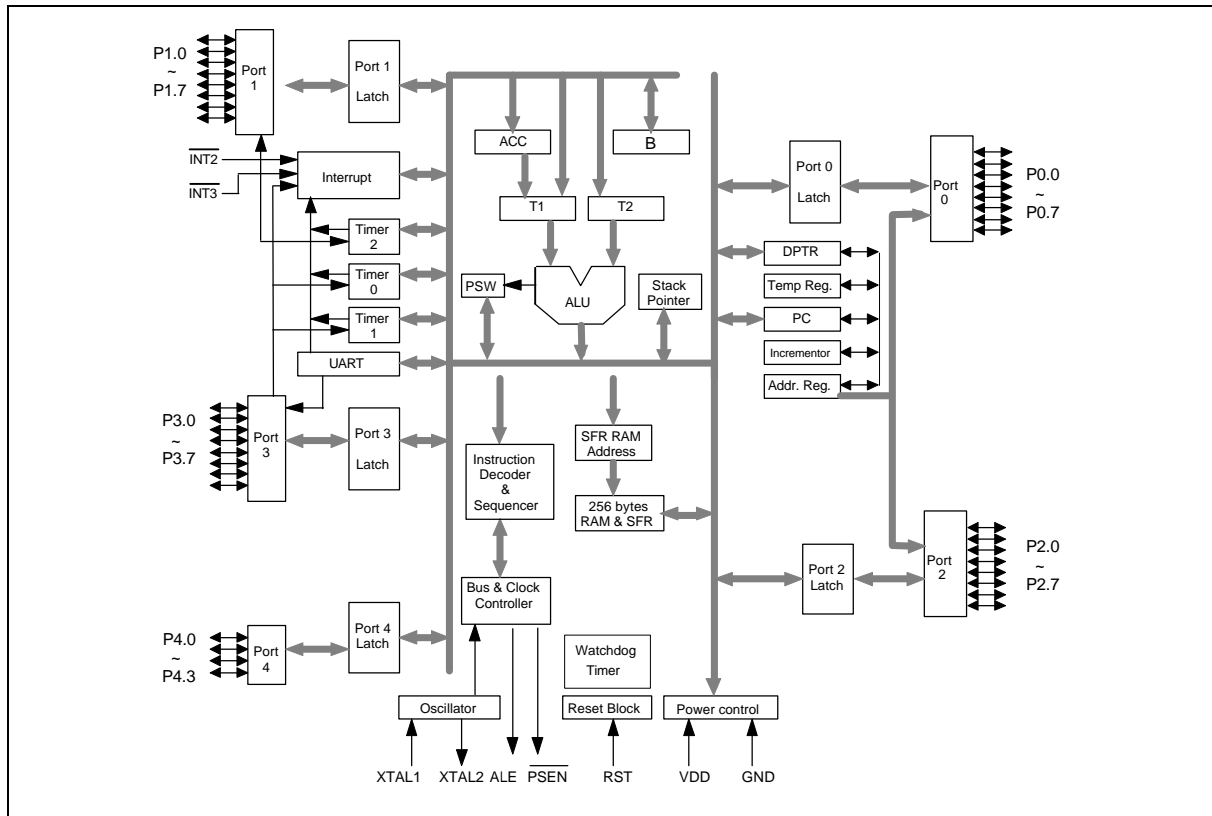 P1.0
~
P1.7
Port
1
Port 1
Latch
INT2
INT3
Interrupt
Timer
2
Timer
0
Timer
1
UART
P3.0
~
P3.7
Port
3
Port 3
Latch
P4.0
~
P4.3
Port
4
Port 4
Latch
ACC
B
T1
T2
PSW
ALU
Stack
Pointer
Instruction
Decoder
&
Sequencer
SFR RAM
Address
256 bytes
RAM & SFR
Bus & Clock
Controller
Watchdog
Timer
Oscillator
Reset Block
Power control
XTAL1
XTAL2
ALE
PSEN
RST
VDD
GND
Port 0
Latch
Port
0
P0.0
~
P0.7
DPTR
Temp Reg.
PC
Incrementor
Addr. Reg.
Port 2
Latch
Port
2
P2.0
~
P2.7